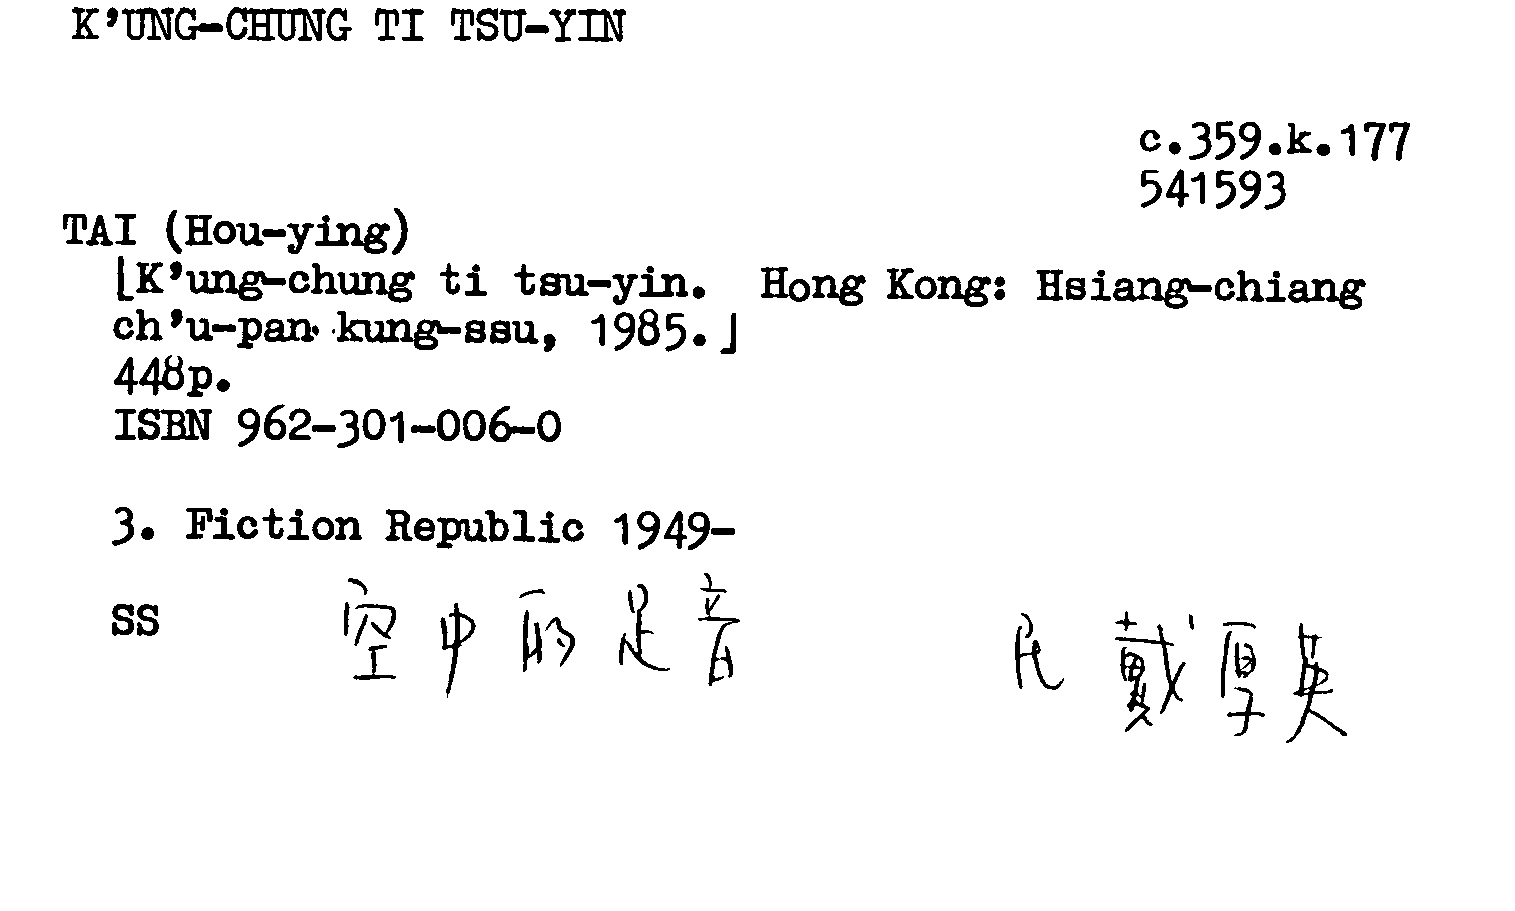 K'UNG-CHUNG TI TSU-YIN
c.359.k.177
541593
TAI (Hou-ying)
⌊K'ung-chung ti tsu-yin. Hong Kong: Hsiang-chiang
ch'u-pan kung-ssu, 1985.⌋
448p.
ISBN 962-301-006-0
3. Fiction Republic 1949-
SS 空中的足音 民 戴厚英